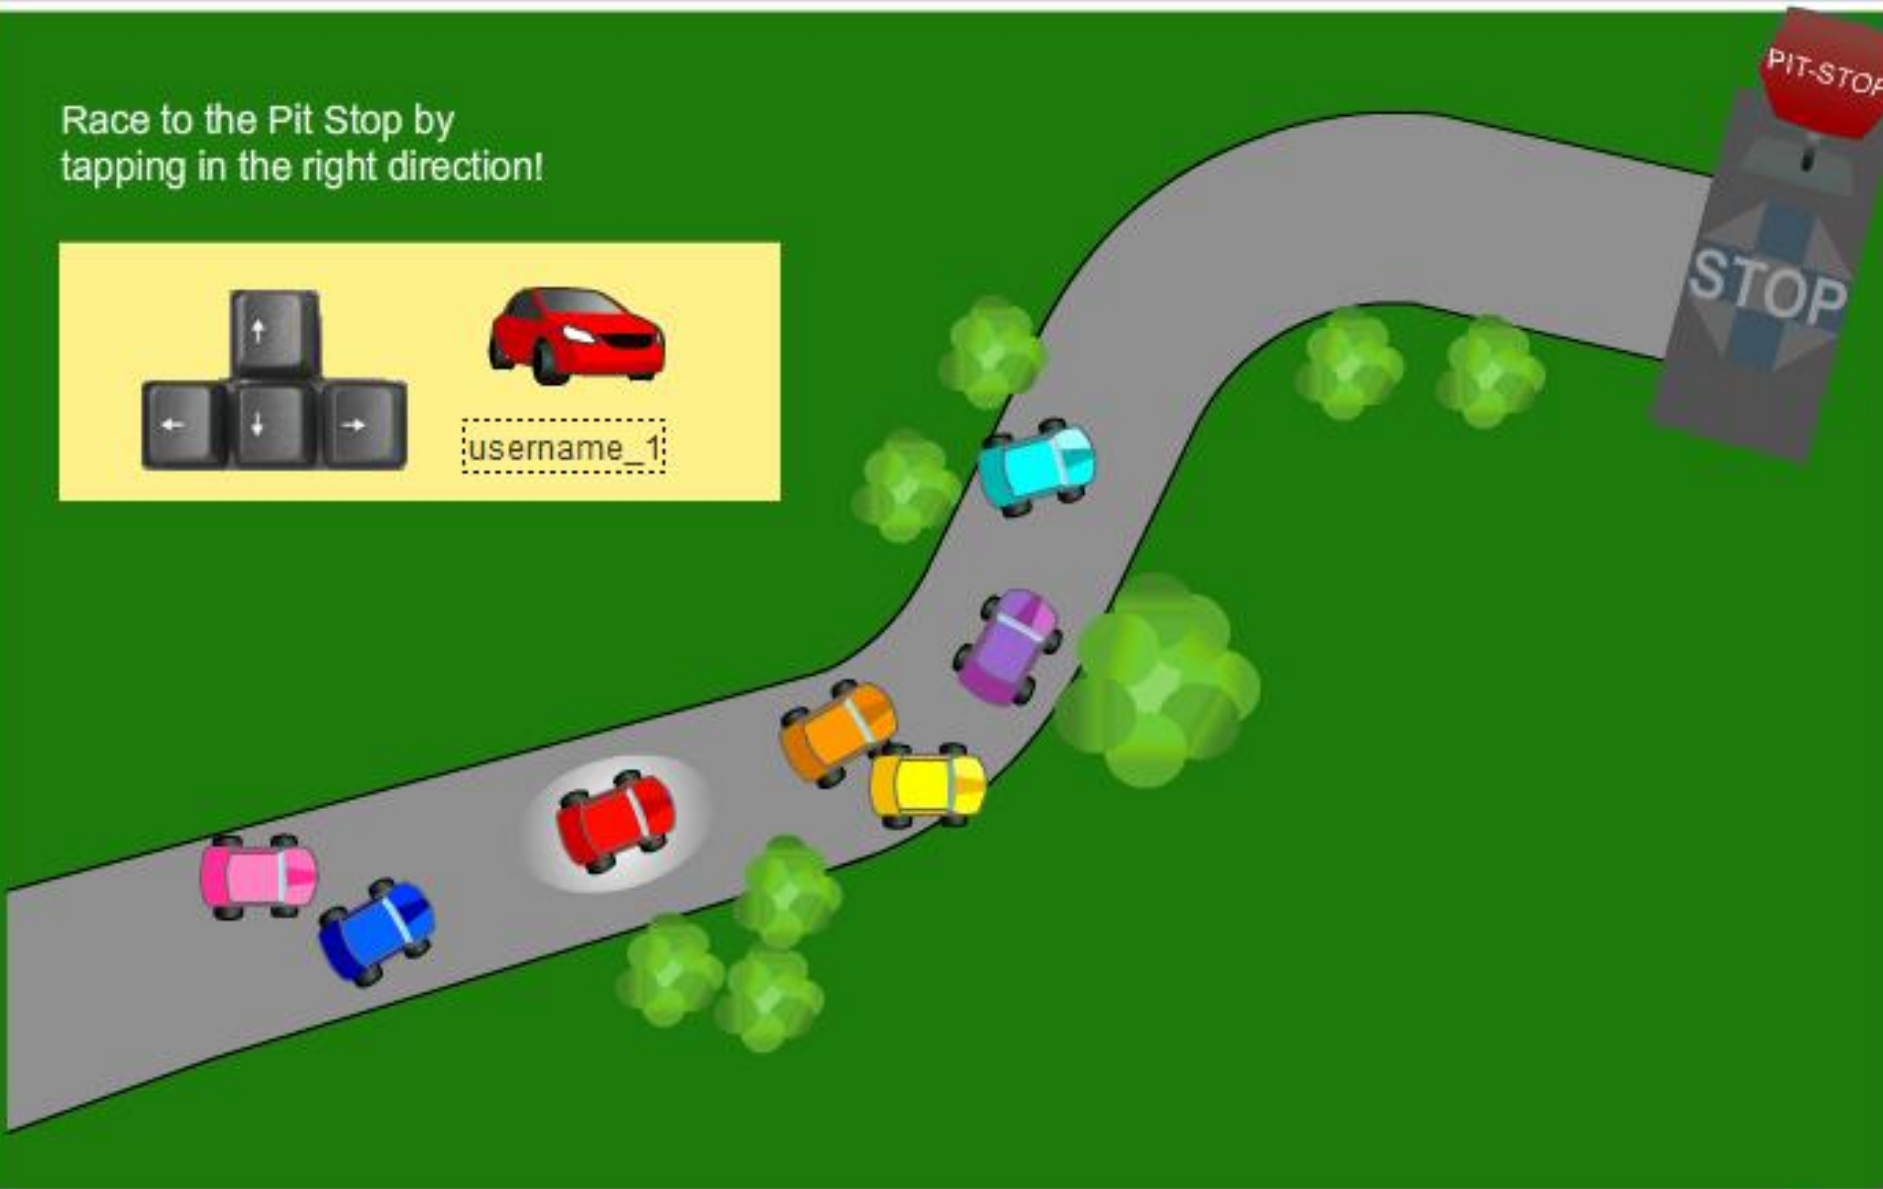 PIT-STOP
Race to the Pit Stop by
tapping in the right direction!
↑
← ↓ →
username_1
STOP